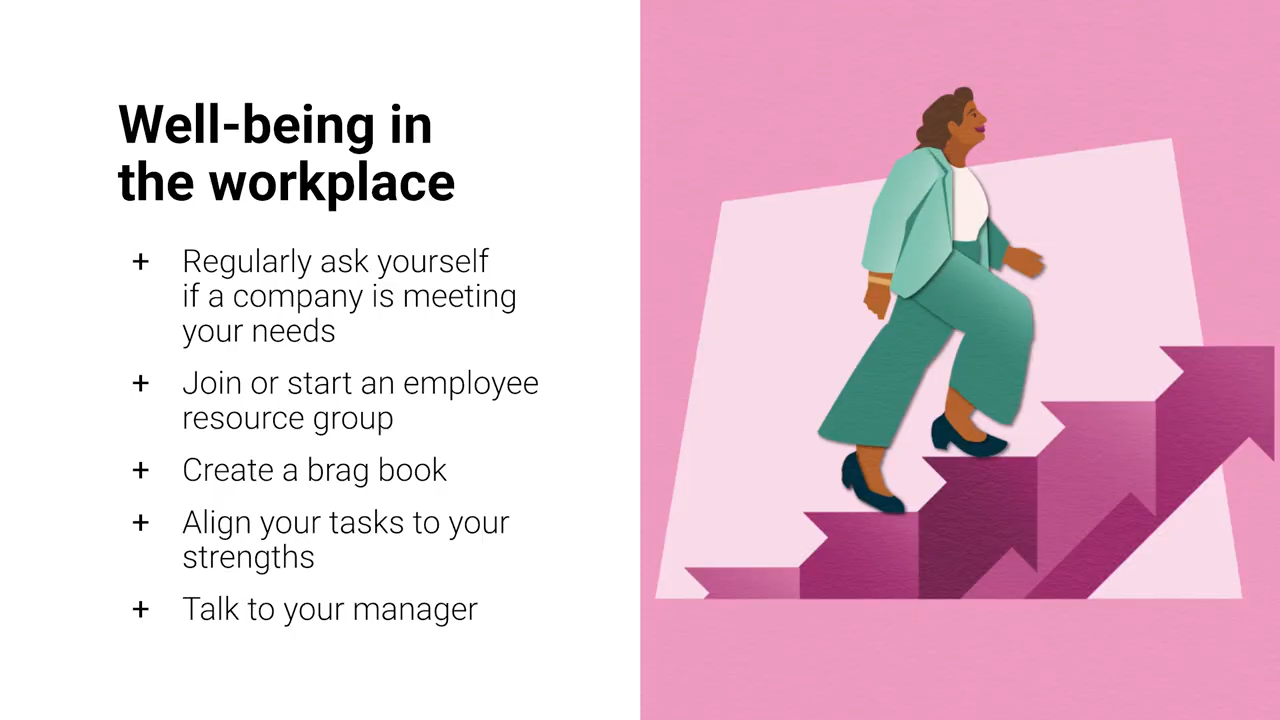 Well-being in
the workplace
+ Regularly ask yourself
if a company is meeting
your needs
+ Join or start an employee
resource group
+ Create a brag book
+ Align your tasks to your
strengths
+ Talk to your manager